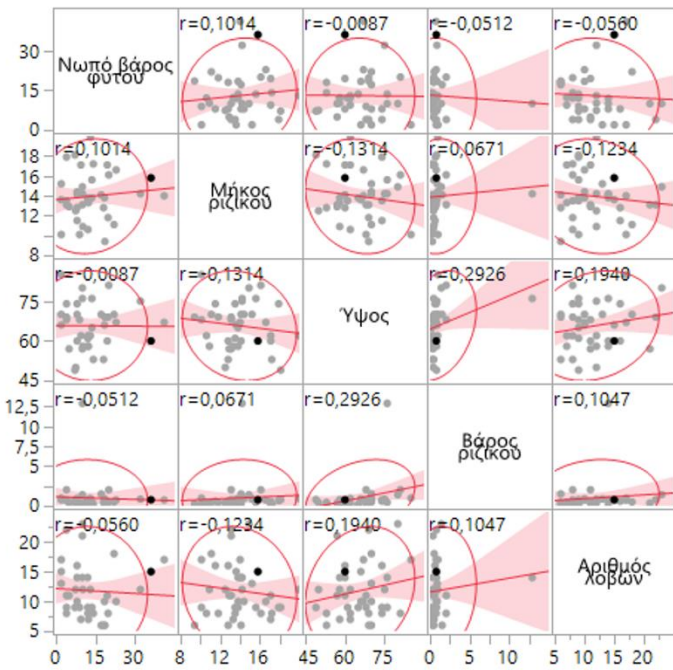 r=0,1014 r=-0,0087 r=-0,0512 r=-0,0560
30
15
0
Νωπό βάρος
φυτού
r=0,1014 r=-0,1314 r=0,0671 r=-0,1234
18
16
14
12
8
Μήκος
ριζικού
r=-0,0087 r=-0,1314 r=0,2926 r=0,1940
75
60
45
Ύψος
r=-0,0512 r=0,0671 r=0,2926 r=0,1047
12,5
10
7,5
5
0
Βάρος
ριζικού
r=-0,0560 r=-0,1234 r=0,1940 r=0,1047
20
15
10
5
Αριθμός
λοβών
0 15 30 8 12 16 45 60 75 0 5 10 5 10 15 20